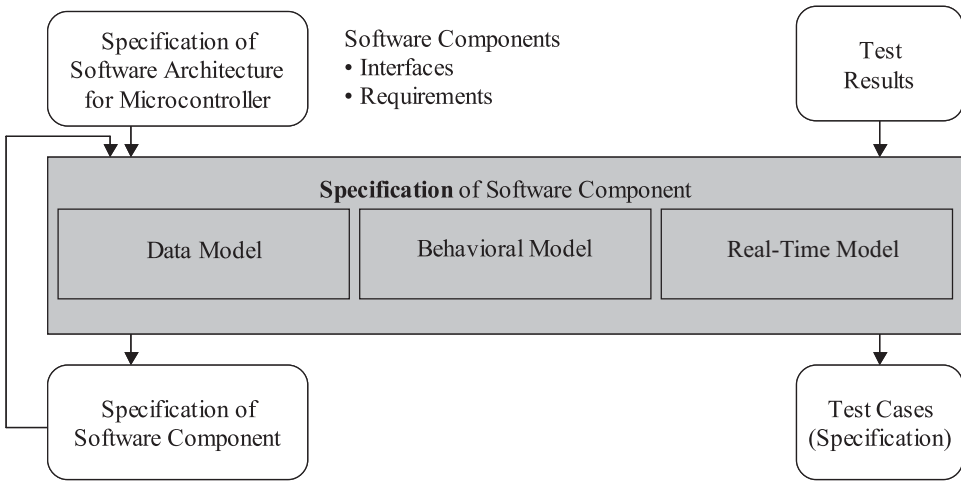 Specification of
Software Architecture
for Microcontroller
Software Components
• Interfaces
• Requirements
Test
Results
Specification of Software Component
Data Model
Behavioral Model
Real-Time Model
Specification of
Software Component
Test Cases
(Specification)